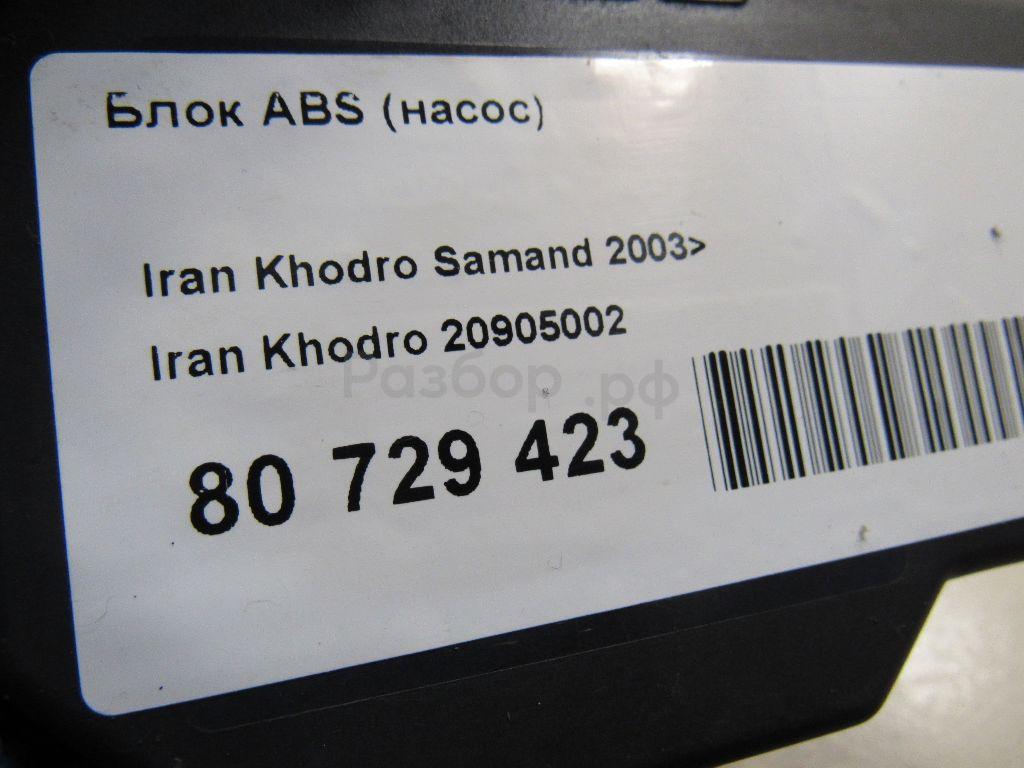 Блок ABS (насос)
Iran Khodro Samand 2003>
Iran Khodro 20905002
Разбор.рф
80 729 423